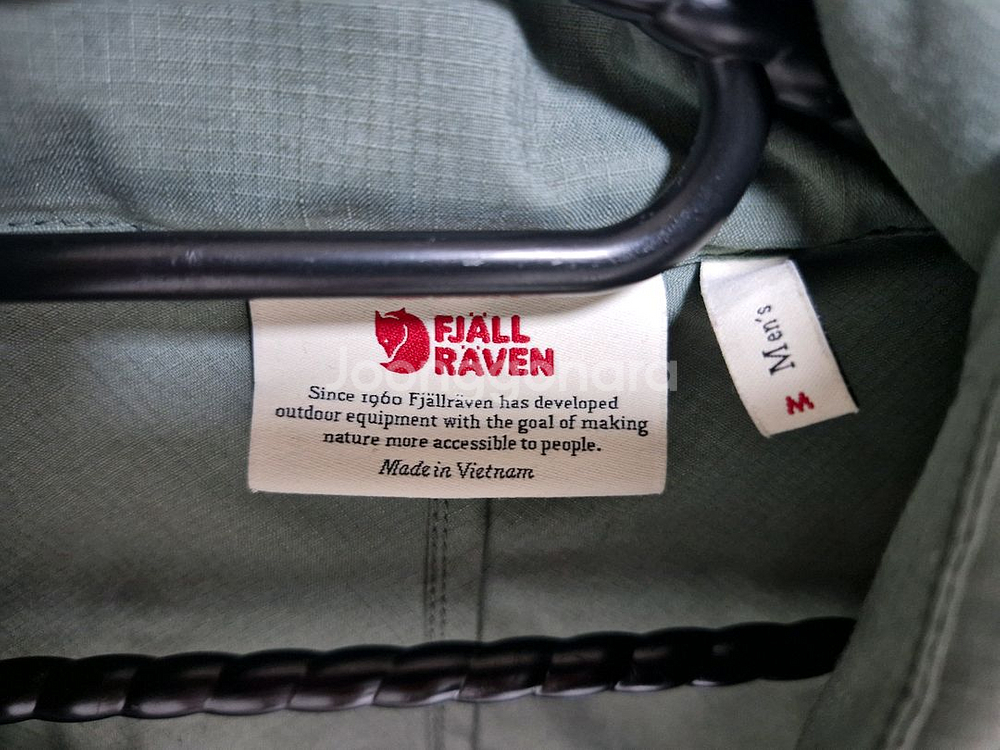 FJÄLL
RÄVEN
Since 1960 Fjällräven has developed
outdoor equipment with the goal of making
nature more accessible to people.
Made in Vietnam
Men's
M
Joonggonara